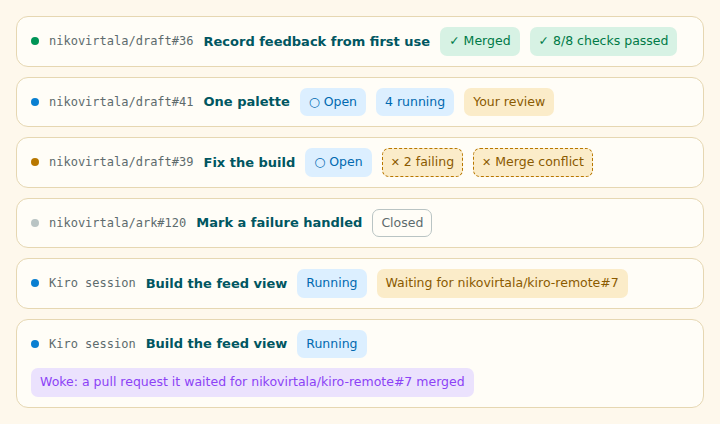 nikovirtala/draft#36 Record feedback from first use ✓ Merged ✓ 8/8 checks passed
nikovirtala/draft#41 One palette ○ Open 4 running Your review
nikovirtala/draft#39 Fix the build ○ Open × 2 failing × Merge conflict
nikovirtala/ark#120 Mark a failure handled Closed
Kiro session Build the feed view Running Waiting for nikovirtala/kiro-remote#7
Kiro session Build the feed view Running
Woke: a pull request it waited for nikovirtala/kiro-remote#7 merged